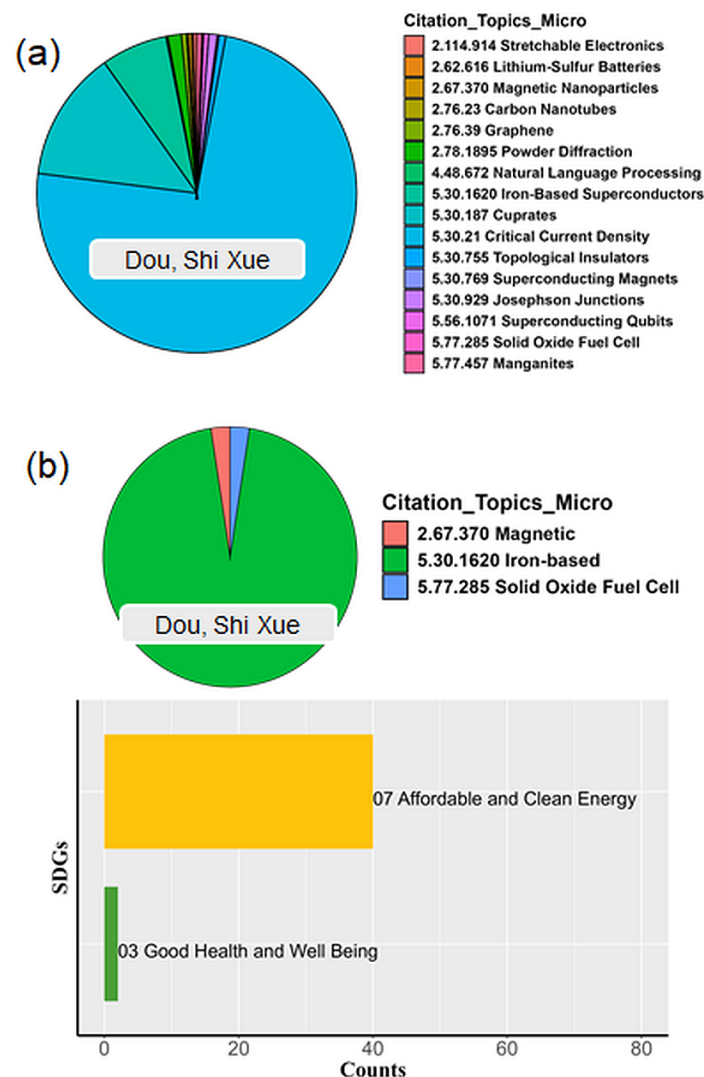 (a)
Dou, Shi Xue
Citation_Topics_Micro
2.114.914 Stretchable Electronics
2.62.616 Lithium-Sulfur Batteries
2.67.370 Magnetic Nanoparticles
2.76.23 Carbon Nanotubes
2.76.39 Graphene
2.78.1895 Powder Diffraction
4.48.672 Natural Language Processing
5.30.1620 Iron-Based Superconductors
5.30.187 Cuprates
5.30.21 Critical Current Density
5.30.755 Topological Insulators
5.30.769 Superconducting Magnets
5.30.929 Josephson Junctions
5.56.1071 Superconducting Qubits
5.77.285 Solid Oxide Fuel Cell
5.77.457 Manganites
(b)
Dou, Shi Xue
Citation_Topics_Micro
2.67.370 Magnetic
5.30.1620 Iron-based
5.77.285 Solid Oxide Fuel Cell
SDGs
07 Affordable and Clean Energy
03 Good Health and Well Being
0 20 40 60 80
Counts